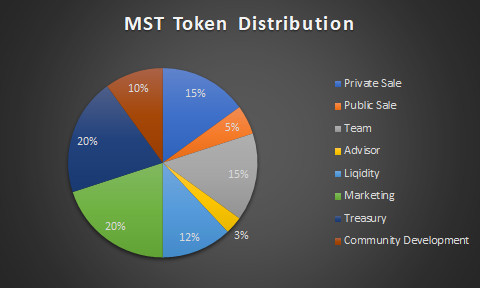 MST Token Distribution
15%
5%
15%
3%
12%
20%
20%
10%
Private Sale
Public Sale
Team
Advisor
Liqidity
Marketing
Treasury
Community Development